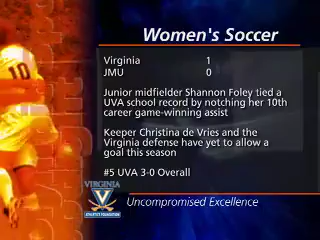 Women's Soccer
Virginia 1
JMU 0
Junior midfielder Shannon Foley tied a
UVA school record by notching her 10th
career game-winning assist
Keeper Christina de Vries and the
Virginia defense have yet to allow a
goal this season
#5 UVA 3-0 Overall
VIRGINIA
ATHLETICS FOUNDATION
Uncompromised Excellence
10